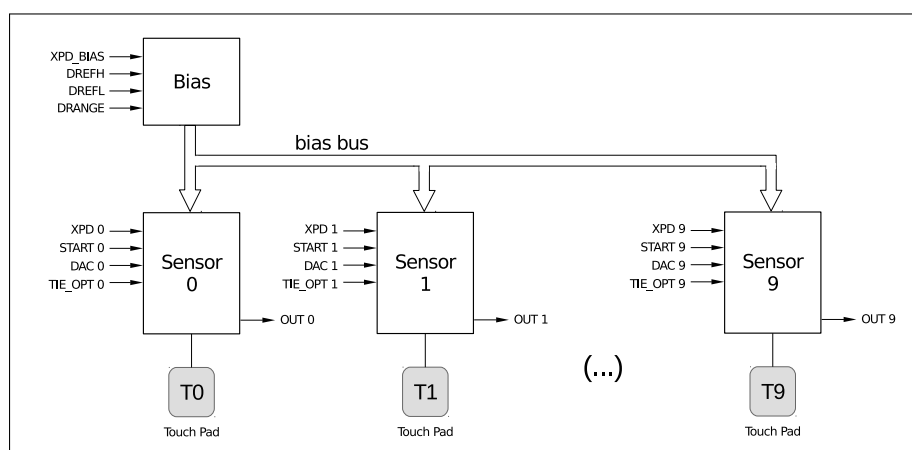 XPD_BIAS
DREFH
DREFL
DRANGE
Bias
bias bus
XPD 0
START 0
DAC 0
TIE_OPT 0
Sensor
0
OUT 0
XPD 1
START 1
DAC 1
TIE_OPT 1
Sensor
1
OUT 1
XPD 9
START 9
DAC 9
TIE_OPT 9
Sensor
9
OUT 9
(...)
T0
Touch Pad
T1
Touch Pad
T9
Touch Pad